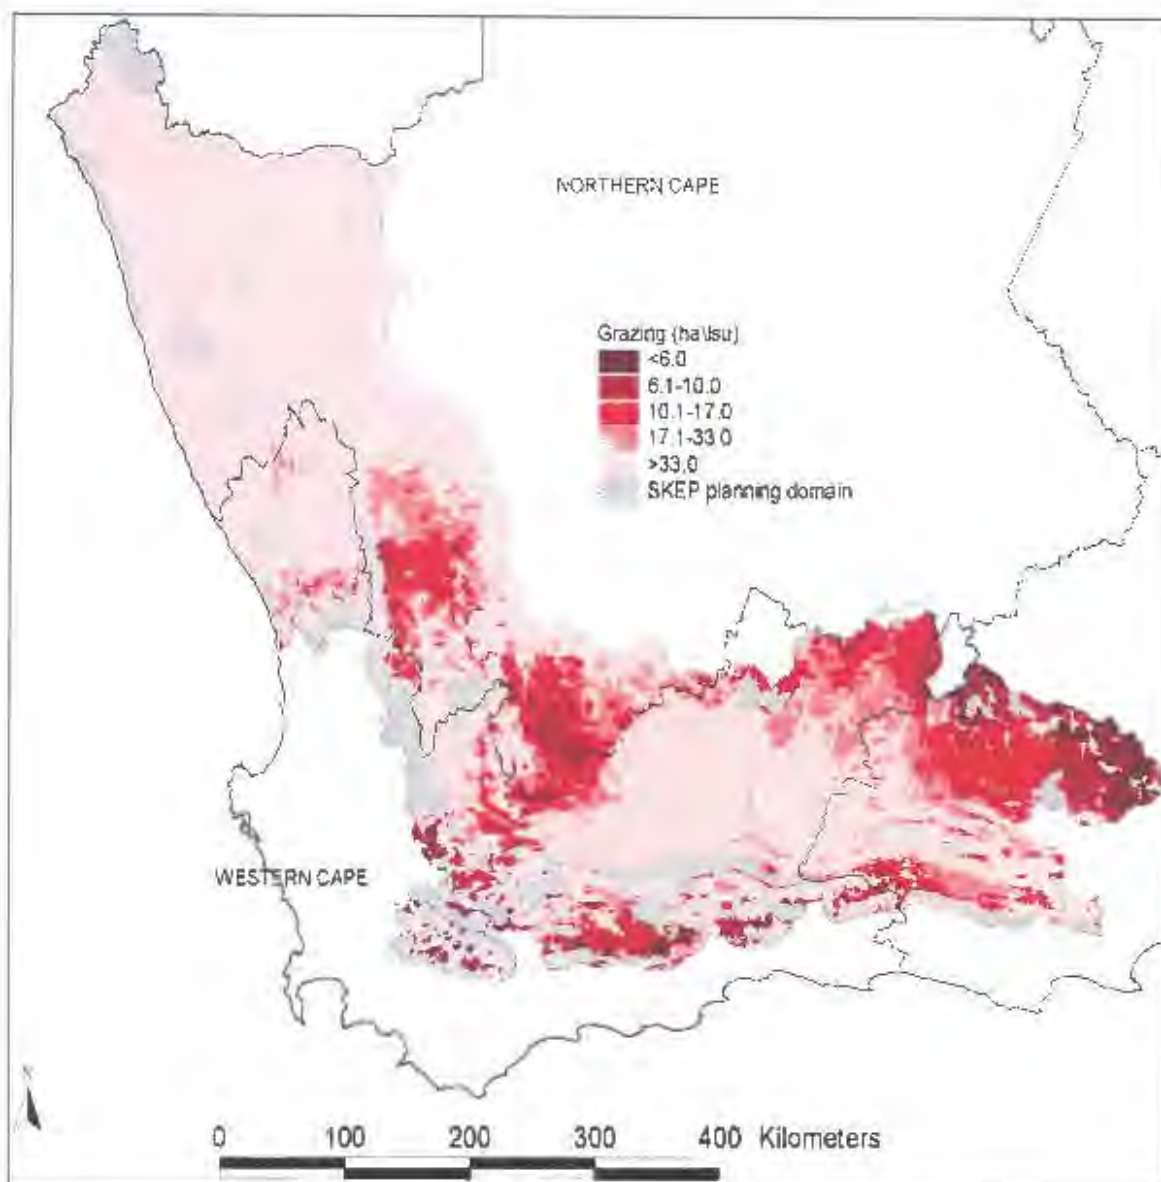 NORTHERN CAPE
Grazing (ha\lsu)
<6.0
6.1-10.0
10.1-17.0
17.1-33.0
>33.0
SKEP planning domain
WESTERN CAPE
N
0 100 200 300 400 Kilometers